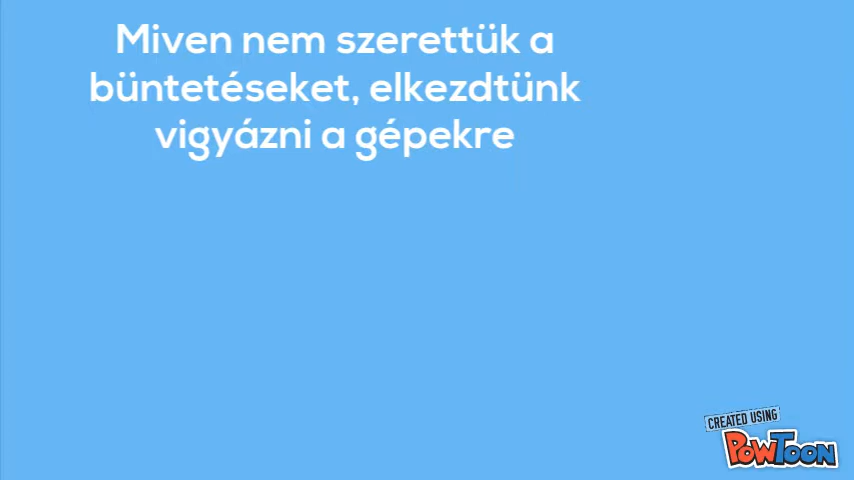 Miven nem szerettük a
büntetéseket, elkezdtünk
vigyázni a gépekre
CREATED USING
POWTOON